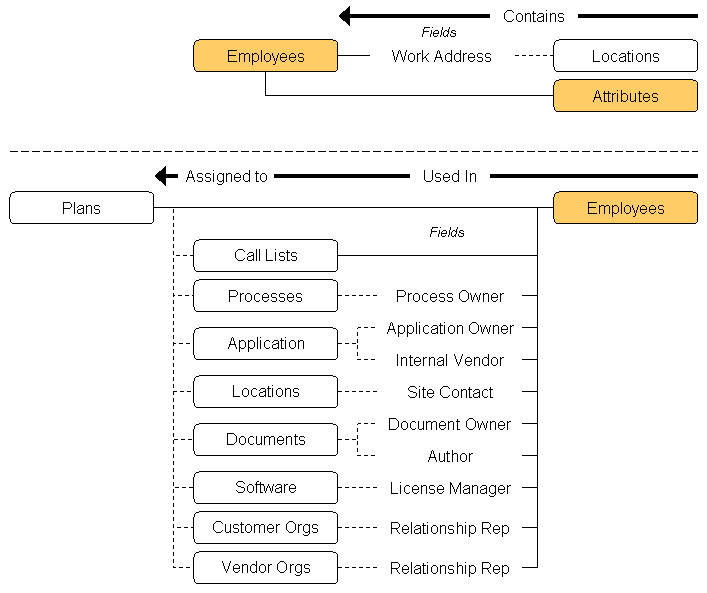 Contains
Fields
Employees Work Address Locations
Attributes
Assigned to Used In
Plans Employees
Fields
Call Lists
Processes Process Owner
Application Owner
Application
Internal Vendor
Locations Site Contact
Document Owner
Documents
Author
Software License Manager
Customer Orgs Relationship Rep
Vendor Orgs Relationship Rep